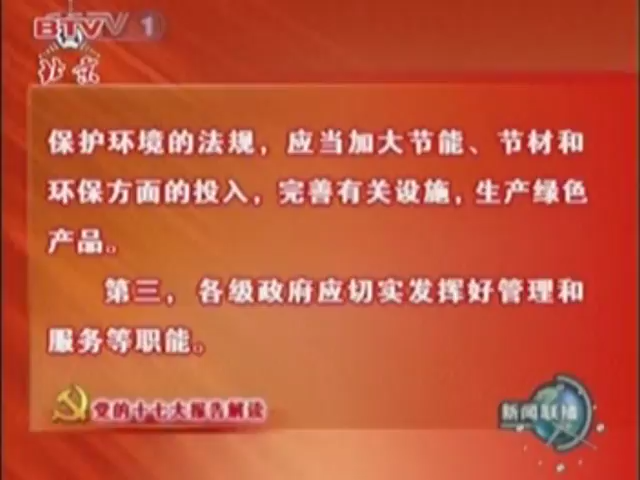 BTV 1
北京
保护环境的法规，应当加大节能、节材和
环保方面的投入，完善有关设施，生产绿色
产品。
第三，各级政府应切实发挥好管理和
服务等职能。
党的十七大报告解读
新闻联播